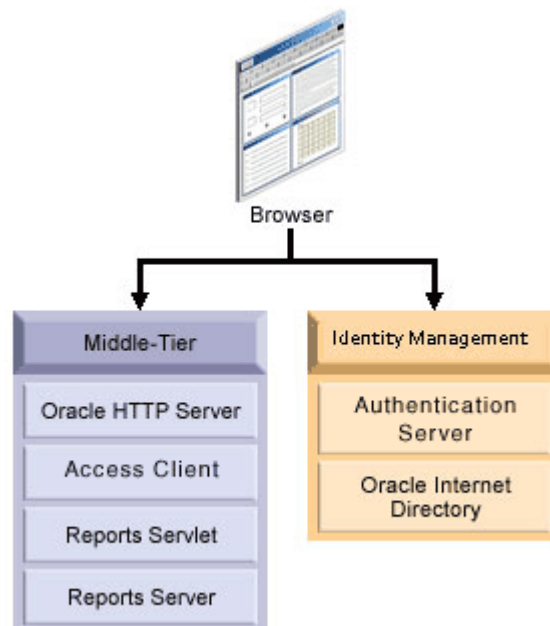 Browser
Middle-Tier
Oracle HTTP Server
Access Client
Reports Servlet
Reports Server
Identity Management
Authentication
Server
Oracle Internet
Directory